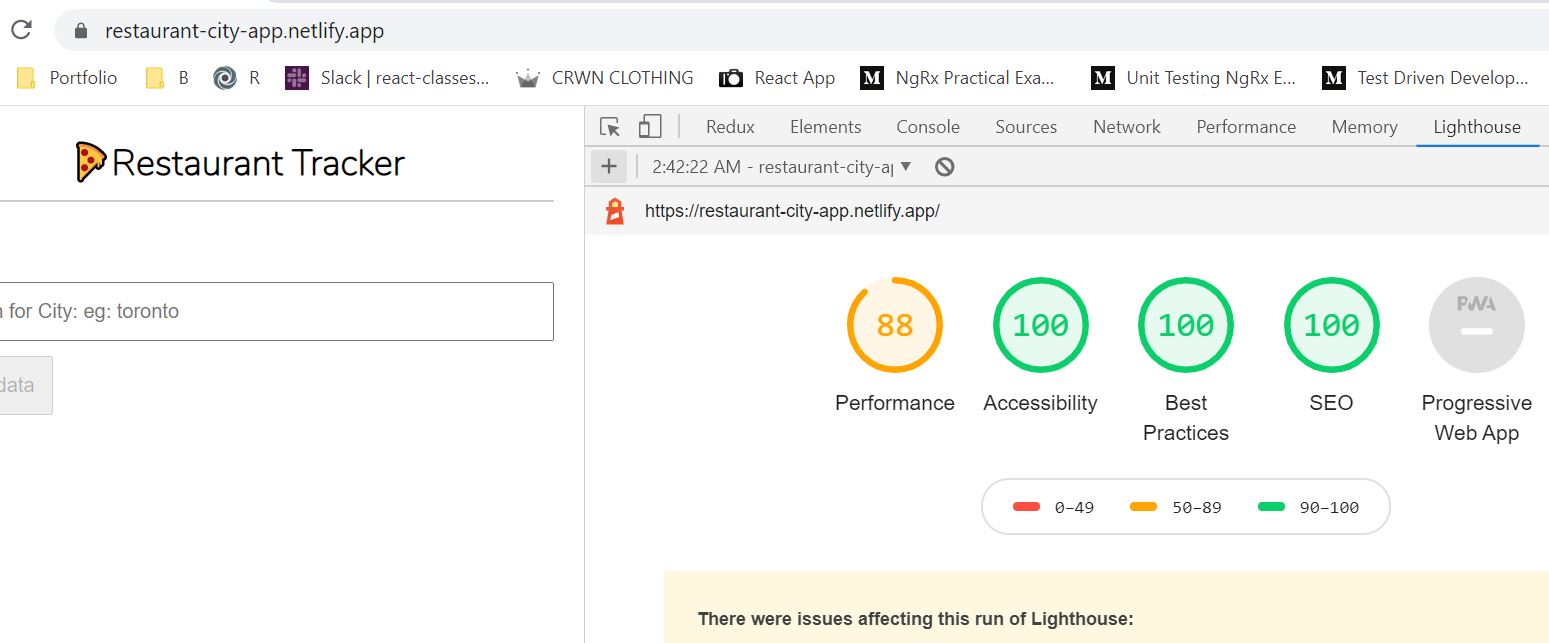 restaurant-city-app.netlify.app
Portfolio B R Slack | react-classes... CRWN CLOTHING React App M NgRx Practical Exa... M Unit Testing NgRx E... M Test Driven Develop...
Restaurant Tracker
for City: eg: toronto
data
Redux Elements Console Sources Network Performance Memory Lighthouse
+ 2:42:22 AM - restaurant-city-a
https://restaurant-city-app.netlify.app/
88 100 100 100 PWA
Performance Accessibility Best Practices SEO Progressive Web App
0–49 50–89 90–100
There were issues affecting this run of Lighthouse: